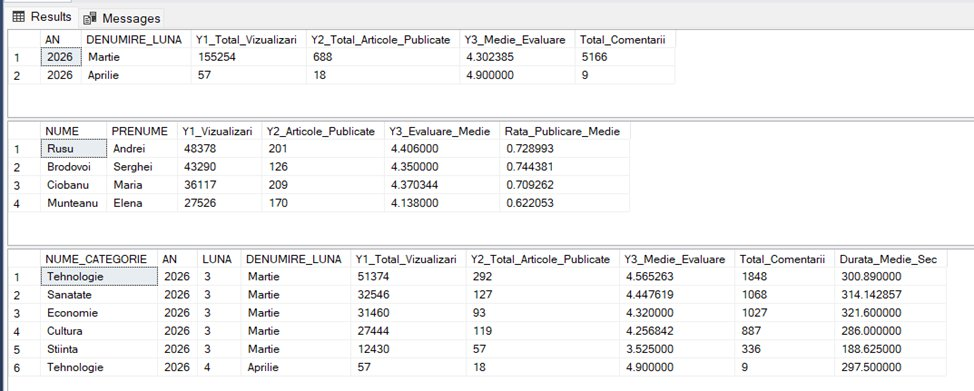 Results Messages
AN DENUMIRE_LUNA Y1_Total_Vizualizari Y2_Total_Articole_Publicate Y3_Medie_Evaluare Total_Comentarii
1 2026 Martie 155254 688 4.302385 5166
2 2026 Aprilie 57 18 4.900000 9
NUME PRENUME Y1_Vizualizari Y2_Articole_Publicate Y3_Evaluare_Medie Rata_Publicare_Medie
1 Rusu Andrei 48378 201 4.406000 0.728993
2 Brodovoi Serghei 43290 126 4.350000 0.744381
3 Ciobanu Maria 36117 209 4.370344 0.709262
4 Munteanu Elena 27526 170 4.138000 0.622053
NUME_CATEGORIE AN LUNA DENUMIRE_LUNA Y1_Total_Vizualizari Y2_Total_Articole_Publicate Y3_Medie_Evaluare Total_Comentarii Durata_Medie_Sec
1 Tehnologie 2026 3 Martie 51374 292 4.565263 1848 300.890000
2 Sanatate 2026 3 Martie 32546 127 4.447619 1068 314.142857
3 Economie 2026 3 Martie 31460 93 4.320000 1027 321.600000
4 Cultura 2026 3 Martie 27444 119 4.256842 887 286.000000
5 Stiinta 2026 3 Martie 12430 57 3.525000 336 188.625000
6 Tehnologie 2026 4 Aprilie 57 18 4.900000 9 297.500000